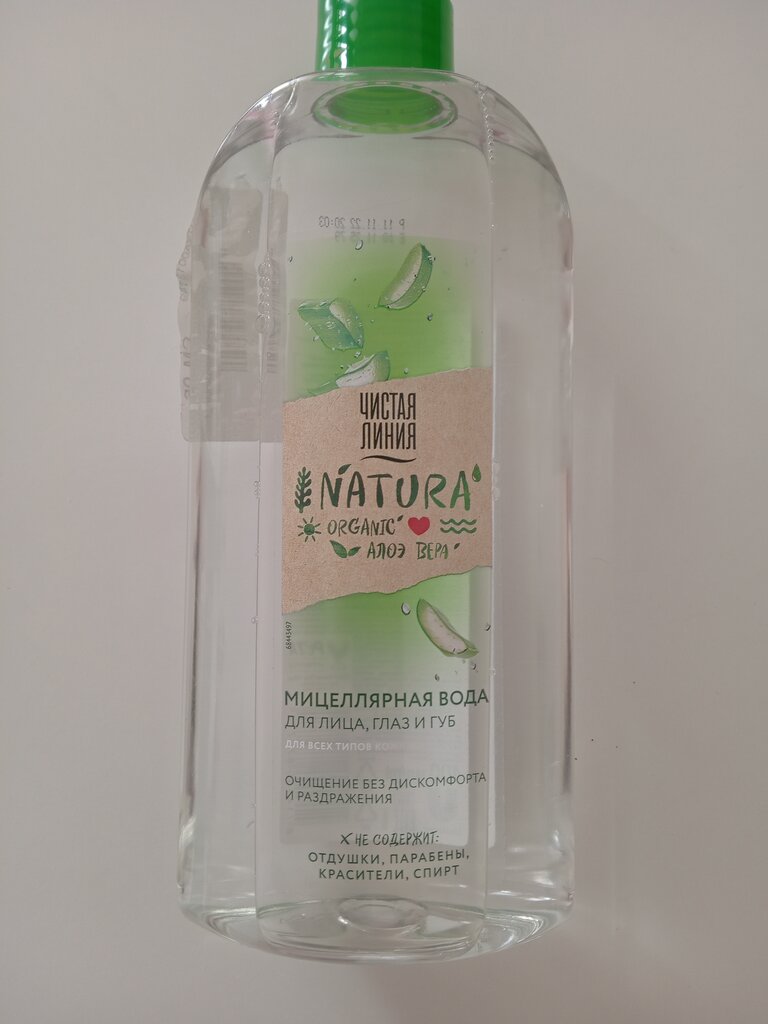 ЧИСТАЯ
ЛИНИЯ
NATURA
ORGANIC
АЛОЭ ВЕРА
68445497
МИЦЕЛЛЯРНАЯ ВОДА
ДЛЯ ЛИЦА, ГЛАЗ И ГУБ
ДЛЯ ВСЕХ ТИПОВ
ОЧИЩЕНИЕ БЕЗ ДИСКОМФОРТА
И РАЗДРАЖЕНИЯ
НЕ СОДЕРЖИТ:
ОТДУШКИ, ПАРАБЕНЫ,
КРАСИТЕЛИ, СПИРТ